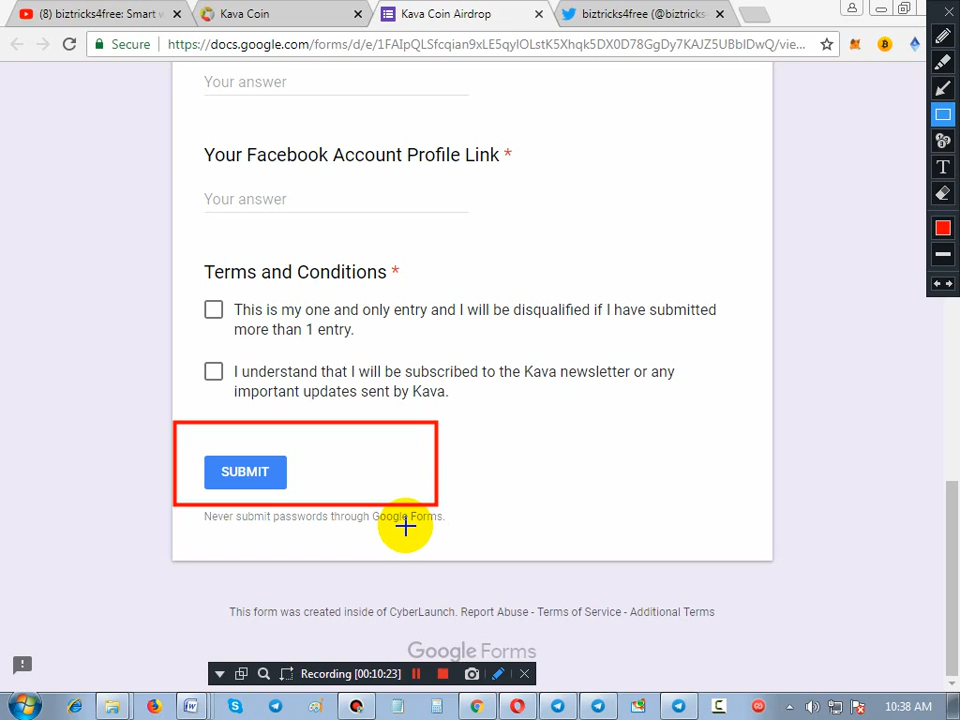 (8) biztricks4free: Smart
Kava Coin
Kava Coin Airdrop
biztricks4free (@biztricks
Secure
https://docs.google.com/forms/d/e/1FAIpQLSfcqian9xLE5qylOLstK5Xhqk5DX0D78GgDy7KAJZ5UBblDwQ/vie...
Your answer
Your Facebook Account Profile Link *
Your answer
Terms and Conditions *
This is my one and only entry and I will be disqualified if I have submitted
more than 1 entry.
I understand that I will be subscribed to the Kava newsletter or any
important updates sent by Kava.
SUBMIT
Never submit passwords through Google Forms.
This form was created inside of CyberLaunch. Report Abuse - Terms of Service - Additional Terms
Google Forms
Recording [00:10:23]
10:38 AM